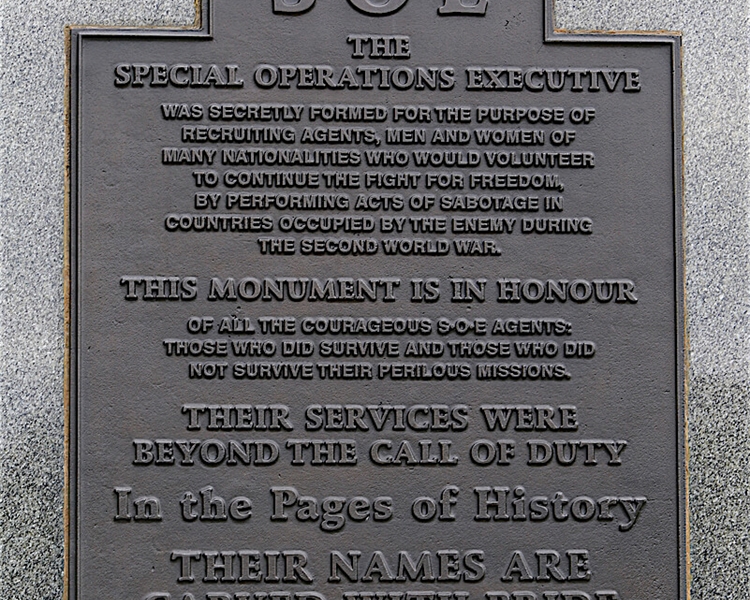 SOE
THE
SPECIAL OPERATIONS EXECUTIVE
WAS SECRETLY FORMED FOR THE PURPOSE OF
RECRUITING AGENTS, MEN AND WOMEN OF
MANY NATIONALITIES WHO WOULD VOLUNTEER
TO CONTINUE THE FIGHT FOR FREEDOM,
BY PERFORMING ACTS OF SABOTAGE IN
COUNTRIES OCCUPIED BY THE ENEMY DURING
THE SECOND WORLD WAR.
THIS MONUMENT IS IN HONOUR
OF ALL THE COURAGEOUS S•O•E AGENTS:
THOSE WHO DID SURVIVE AND THOSE WHO DID
NOT SURVIVE THEIR PERILOUS MISSIONS.
THEIR SERVICES WERE
BEYOND THE CALL OF DUTY
In the Pages of History
THEIR NAMES ARE
CARVED WITH PRIDE